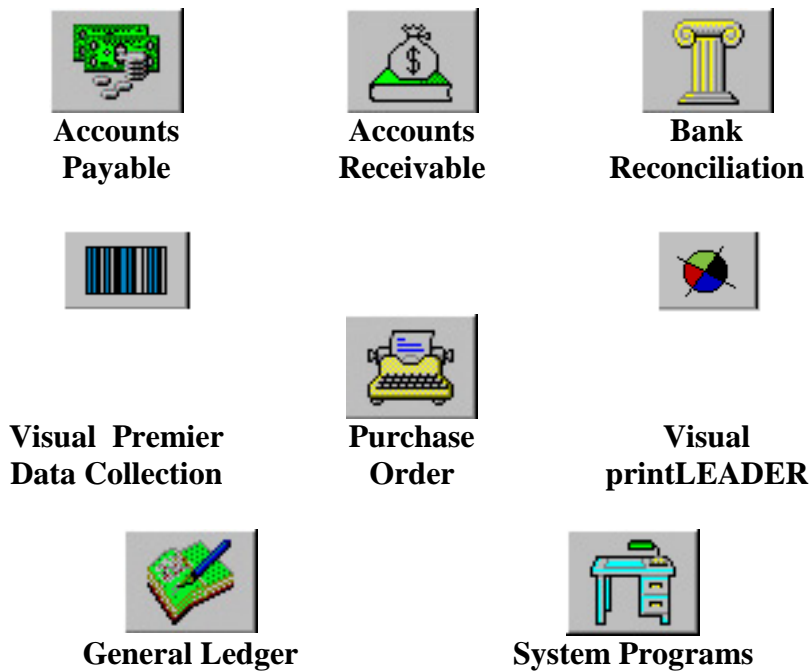 $
Accounts
Payable
Accounts
Receivable
Bank
Reconciliation
Visual Premier
Data Collection
Purchase
Order
Visual
printLEADER
General Ledger
System Programs